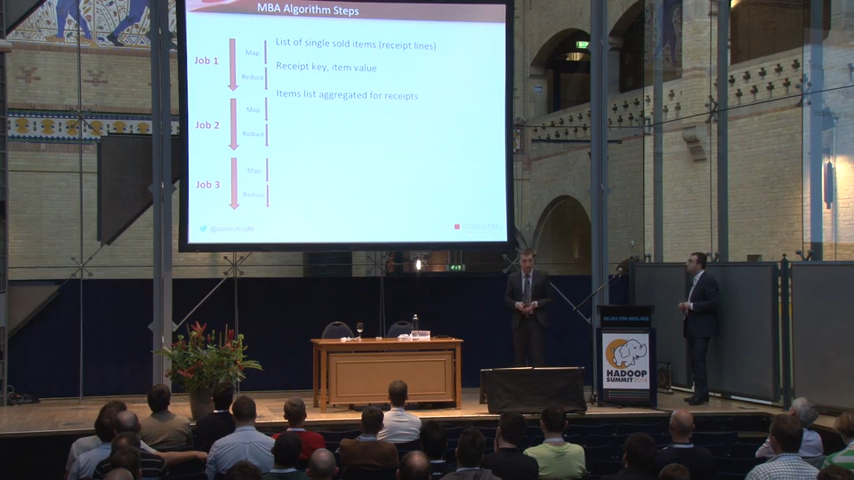 MBA Algorithm Steps
List of single sold items (receipt lines)
Job 1
Map
Receipt key, item value
Reduce
Items list aggregated for receipts
Map
Job 2
Reduce
Map
Job 3
Reduce
HADOOP
SUMMIT